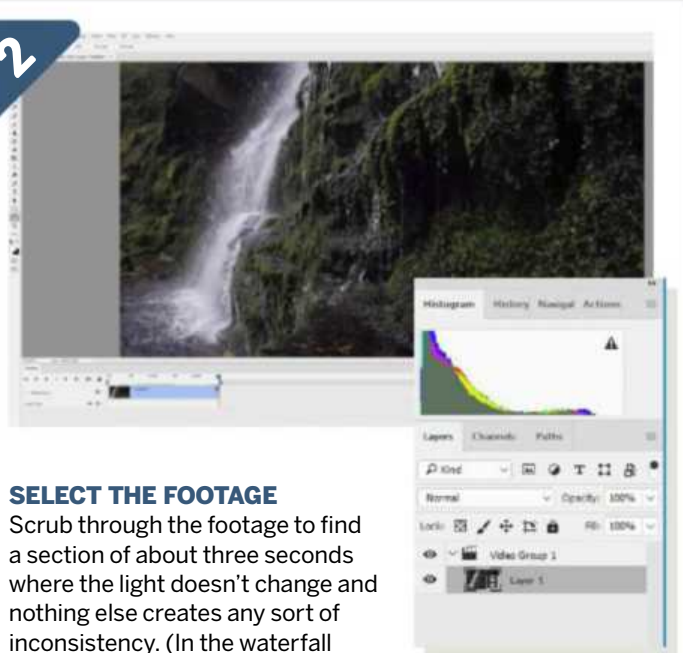 2
Histogram History Navigat Actions
Layers Channels Paths
Kind
Normal Opacity: 100%
Lock: Fill: 100%
Video Group 1
Layer 1
SELECT THE FOOTAGE
Scrub through the footage to find
a section of about three seconds
where the light doesn’t change and
nothing else creates any sort of
inconsistency. (In the waterfall